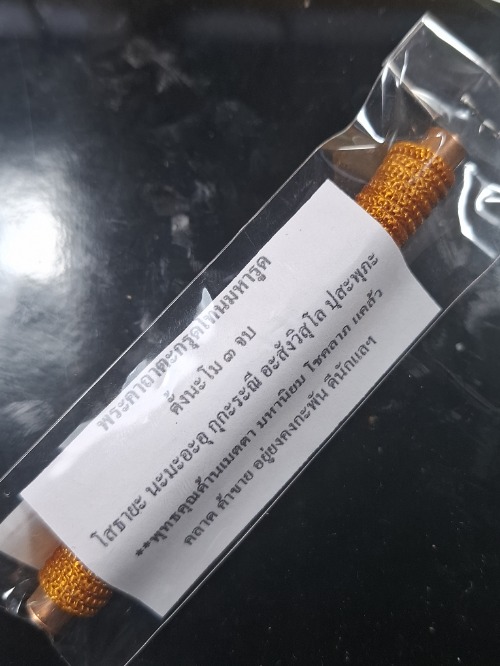 พระคาถาตะกรุดโทนมหารูด
ตั้งนะโม ๓ จบ
โสธายะ นะมะอะอุ กุกะระณี อะสังวิสุโล ปุสะพุภะ
**พุทธคุณด้านเมตตา มหานิยม โชคลาภ แคล้ว
คลาด ค้าขาย อยู่ยงคงกะพัน ดีนักแลฯ